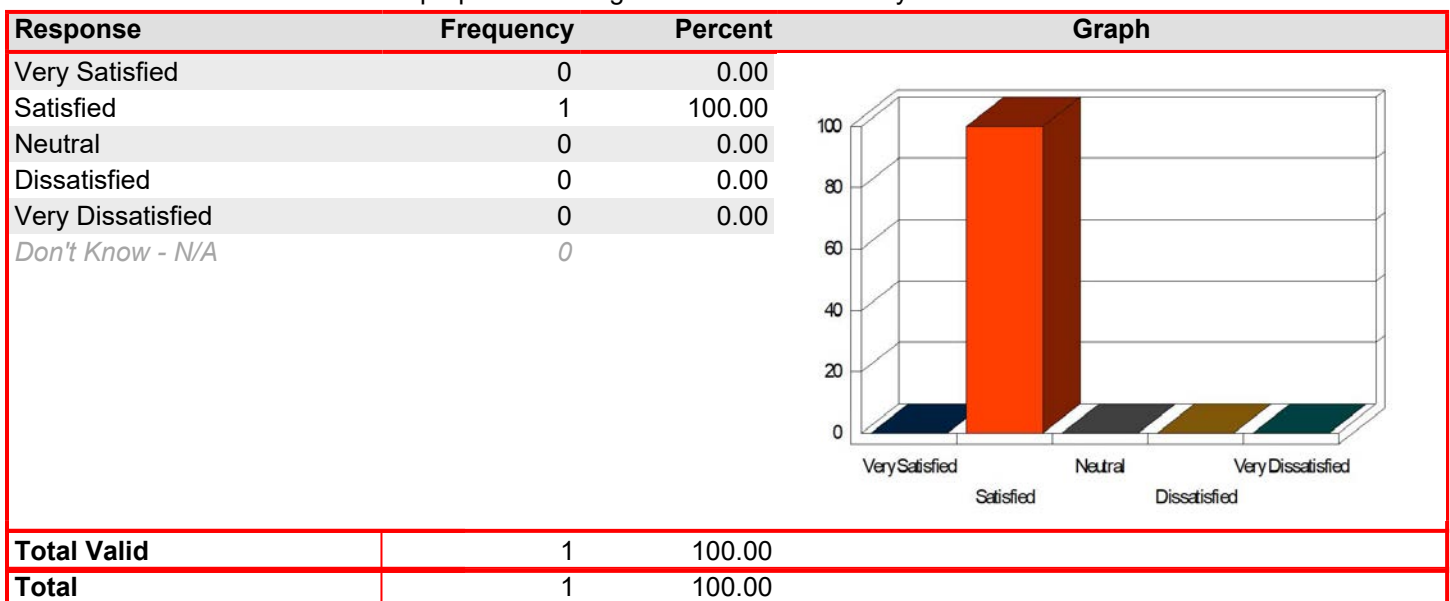 Response Frequency Percent Graph
Very Satisfied 0 0.00
Satisfied 1 100.00
Neutral 0 0.00
Dissatisfied 0 0.00
Very Dissatisfied 0 0.00
Don't Know - N/A 0
100
80
60
40
20
0
Very Satisfied Neutral Very Dissatisfied
Satisfied Dissatisfied
Total Valid 1 100.00
Total 1 100.00